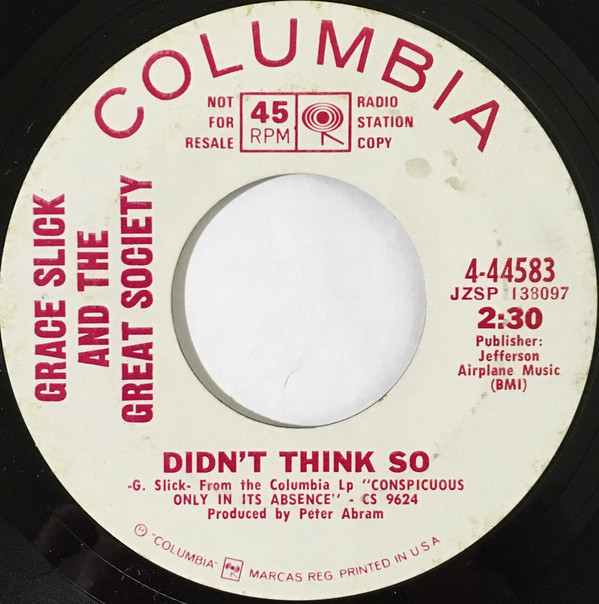 COLUMBIA
NOT
FOR
RESALE
45
RPM
RADIO
STATION
COPY
GRACE SLICK
AND THE
GREAT SOCIETY
4-44583
JZSP 138097
2:30
Publisher:
Jefferson
Airplane Music
(BMI)
DIDN'T THINK SO
-G. Slick- From the Columbia Lp "CONSPICUOUS
ONLY IN ITS ABSENCE" - CS 9624
Produced by Peter Abram
Ⓟ "COLUMBIA" MARCAS REG. PRINTED IN U.S.A.